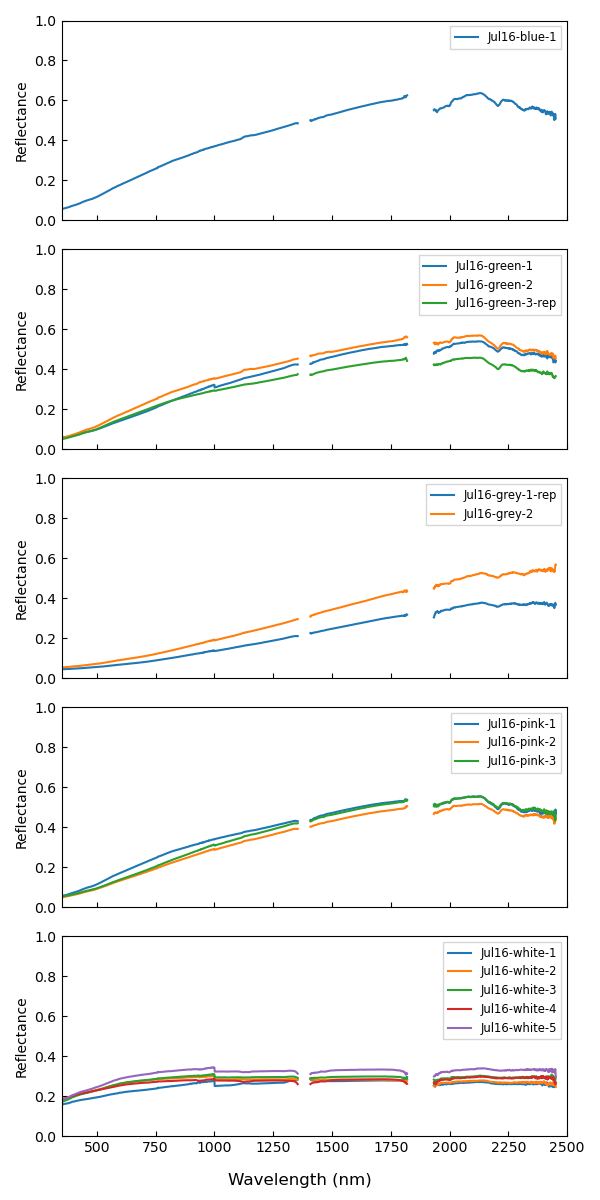 1.0
0.8
0.6
0.4
0.2
0.0
Reflectance
Jul16-blue-1
1.0
0.8
0.6
0.4
0.2
0.0
Reflectance
Jul16-green-1
Jul16-green-2
Jul16-green-3-rep
1.0
0.8
0.6
0.4
0.2
0.0
Reflectance
Jul16-grey-1-rep
Jul16-grey-2
1.0
0.8
0.6
0.4
0.2
0.0
Reflectance
Jul16-pink-1
Jul16-pink-2
Jul16-pink-3
1.0
0.8
0.6
0.4
0.2
0.0
Reflectance
Jul16-white-1
Jul16-white-2
Jul16-white-3
Jul16-white-4
Jul16-white-5
500 750 1000 1250 1500 1750 2000 2250 2500
Wavelength (nm)